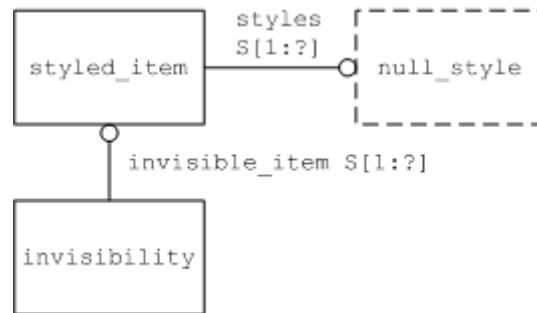 styles
S[1:?]
styled_item
null_style
invisible_item S[1:?]
invisibility